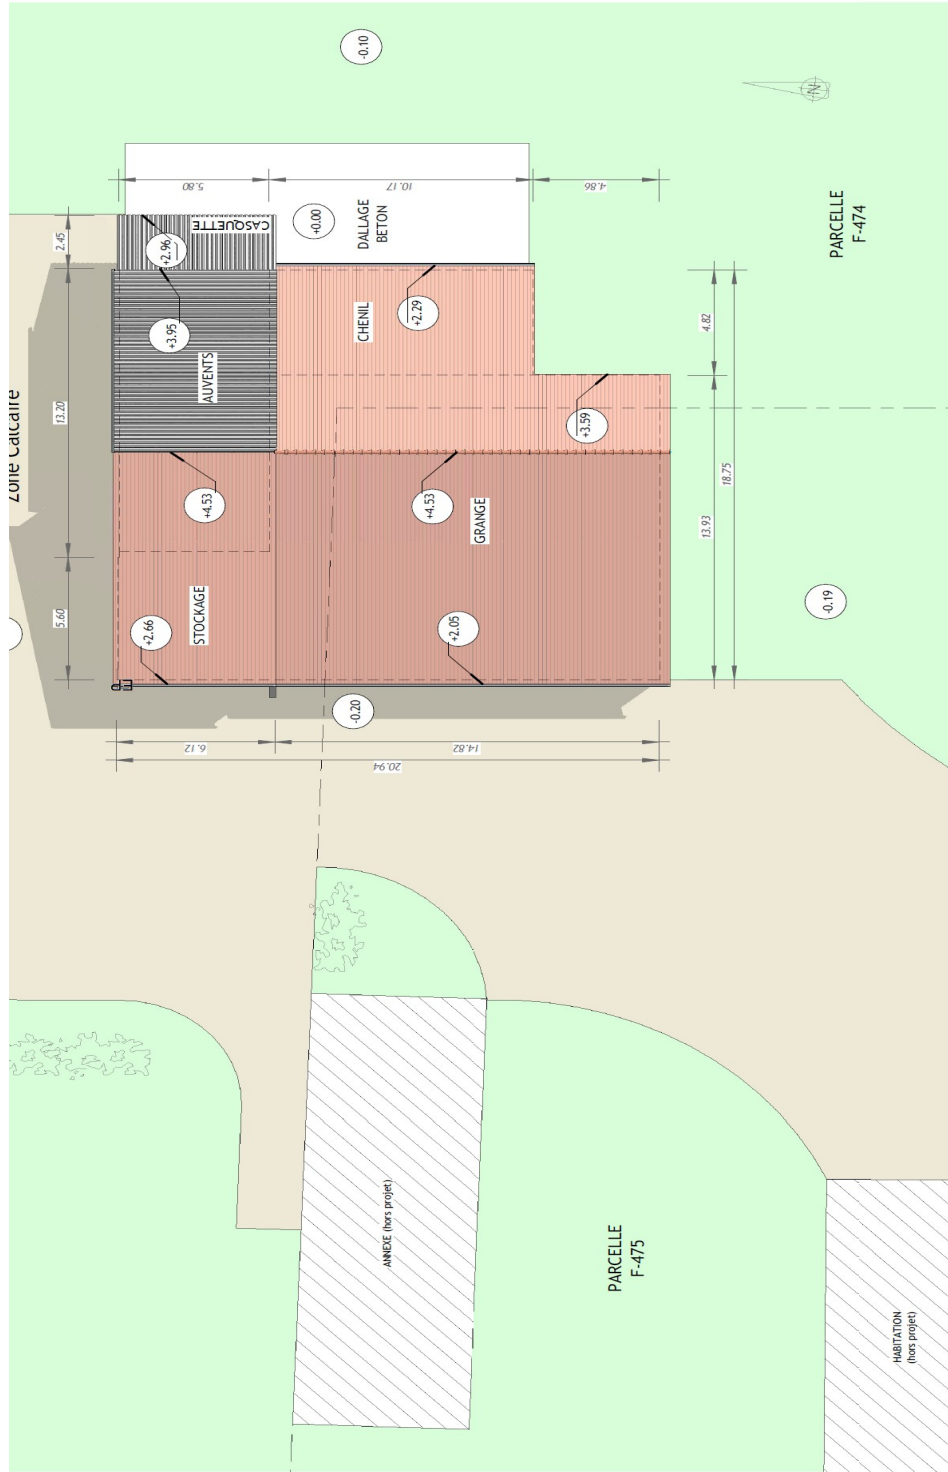 -0.10
N
5.80
10.17
4.86
2.45
CASQUETTE
+2.96
+0.00
DALLAGE
BETON
PARCELLE
F-474
13.20
+3.95
AUVENTS
CHENIL
+2.29
4.82
Zone Calcaire
+3.59
+4.53
+4.53
GRANGE
18.75
13.93
5.60
STOCKAGE
+2.66
+2.05
-0.19
-0.20
6.12
14.82
20.94
ANNEXE (hors projet)
PARCELLE
F-475
HABITATION
(hors projet)